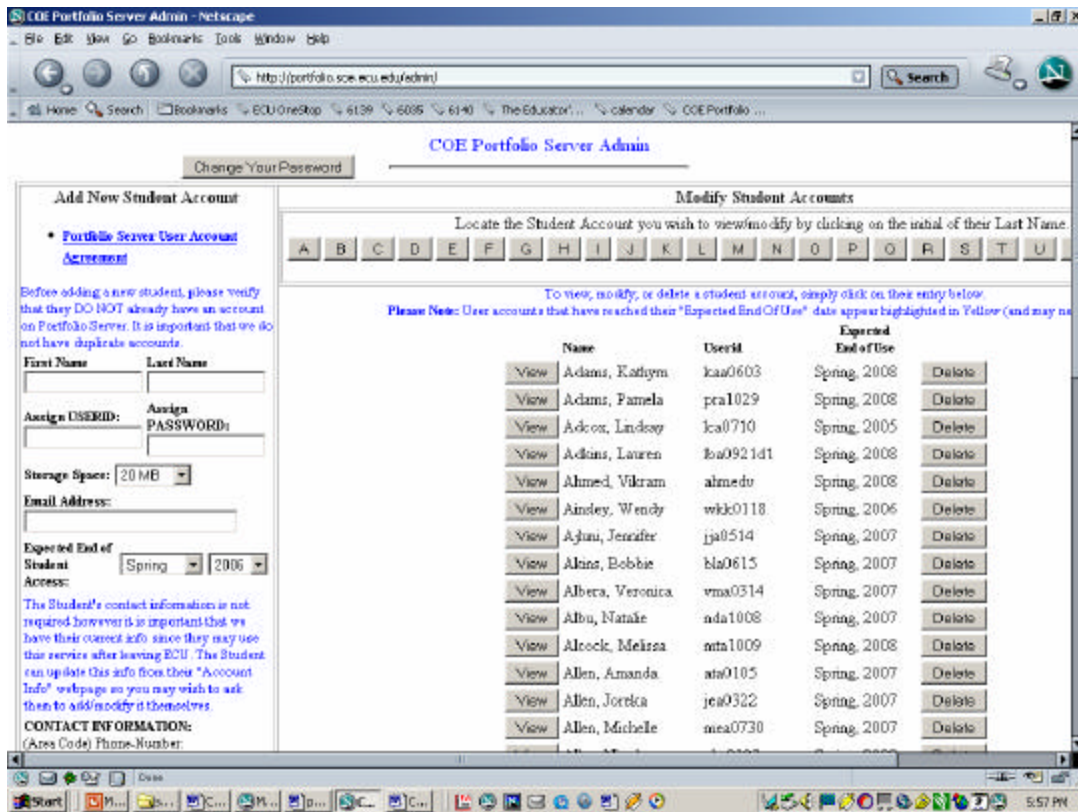 COE Portfolio Server Admin - Netscape
File Edit View Go Bookmarks Tools Window Help
http://portfolio.soe.ecu.edu/admin/
Search
Home Search Bookmarks ECU OneStop 6139 6085 6140 The Educator'... calendar COE Portfolio ...
COE Portfolio Server Admin
Change Your Password
Add New Student Account
Portfolio Server User Account
Agreement
Before adding a new student, please verify
that they DO NOT already have an account
on Portfolio Server. It is important that we do
not have duplicate accounts.
First Name Last Name
Assign USERID: Assign
PASSWORD:
Storage Space: 20 MB
Email Address:
Expected End of
Student Spring 2006
Access:
The Student's contact information is not
required however it is important that we
have their current info since they may use
this service after leaving ECU. The Student
can update this info from their "Account
Info" webpage so you may wish to ask
them to add/modify it themselves.
CONTACT INFORMATION:
(Area Code) Phone-Number:
Modify Student Accounts
Locate the Student Account you wish to view/modify by clicking on the initial of their Last Name.
A B C D E F G H I J K L M N O P Q R S T U
To view, modify, or delete a student account, simply click on their entry below.
Please Note: User accounts that have reached their "Expected End Of Use" date appear highlighted in Yellow (and may
Expected
Name Userid End of Use
View Adams, Kathym kaa0603 Spring, 2008 Delete
View Adams, Pamela pra1029 Spring, 2008 Delete
View Adcox, Lindsay lca0710 Spring, 2005 Delete
View Adkins, Lauren lba0921d1 Spring, 2008 Delete
View Ahmed, Vikram ahmedv Spring, 2008 Delete
View Ainsley, Wendy wkk0118 Spring, 2006 Delete
View Ajluni, Jennifer jja0514 Spring, 2007 Delete
View Akins, Bobbie bla0615 Spring, 2007 Delete
View Albera, Veronica vma0314 Spring, 2007 Delete
View Albu, Natalie nda1008 Spring, 2007 Delete
View Alcock, Melissa mta1009 Spring, 2008 Delete
View Allen, Amanda ata0105 Spring, 2007 Delete
View Allen, Joreka jea0322 Spring, 2007 Delete
View Allen, Michelle mea0730 Spring, 2007 Delete
Done
Start M... s... C... M... p... C... C... 5:57 PM